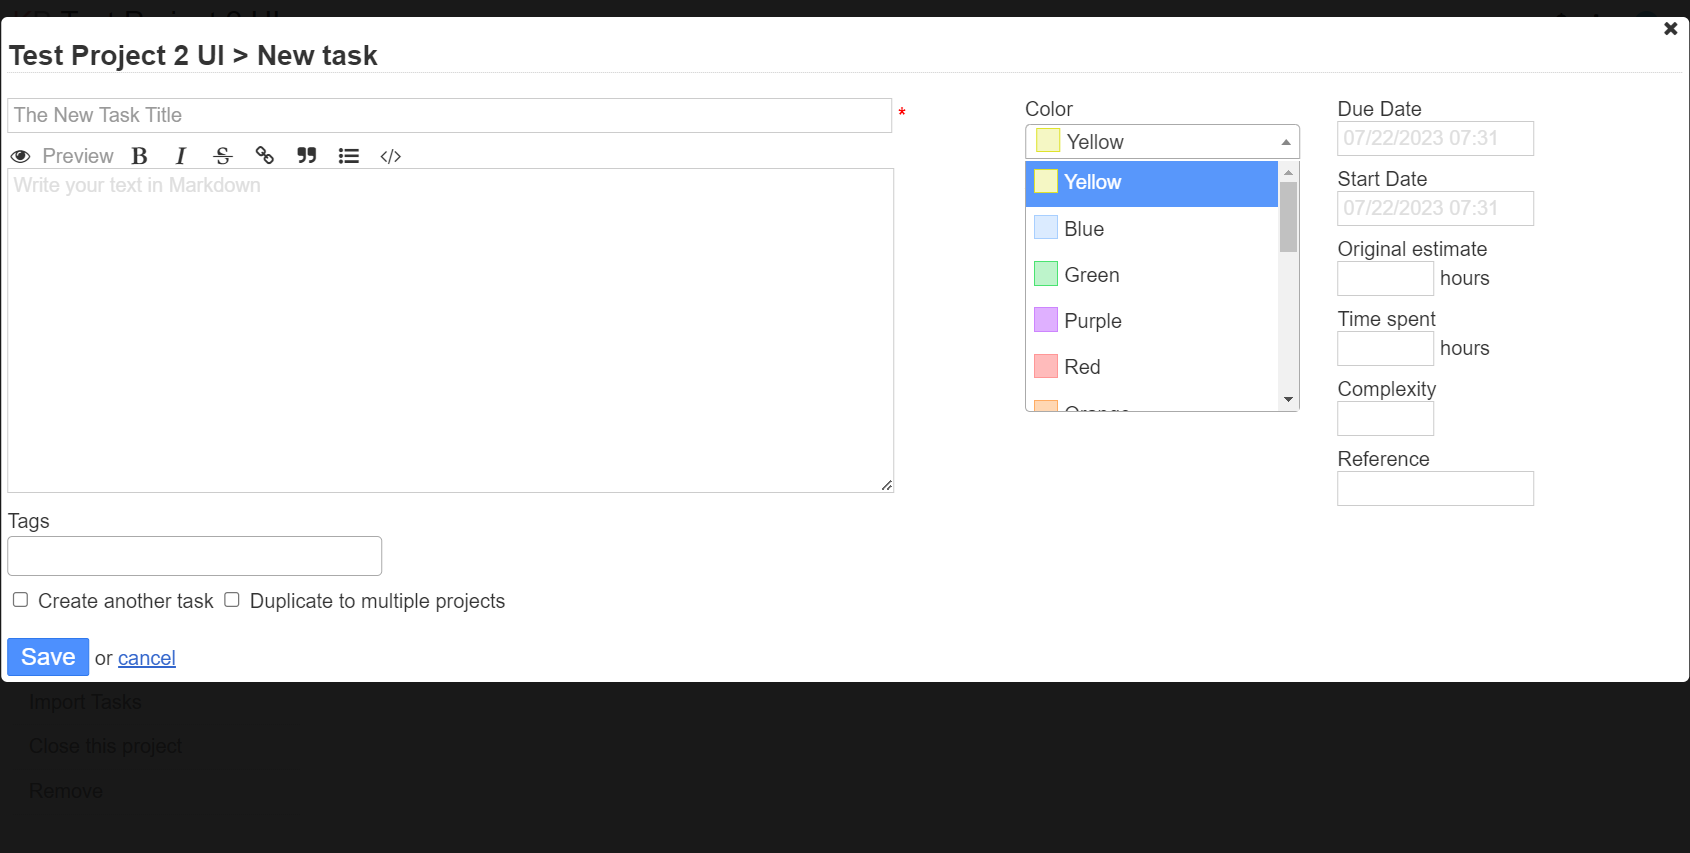 Test Project 2 UI > New task
The New Task Title *
Preview B I S </>
Write your text in Markdown
Tags
Create another task Duplicate to multiple projects
Save or cancel
Color
Yellow
Yellow
Blue
Green
Purple
Red
Orange
Due Date
07/22/2023 07:31
Start Date
07/22/2023 07:31
Original estimate
hours
Time spent
hours
Complexity
Reference
Import Tasks
Close this project
Remove